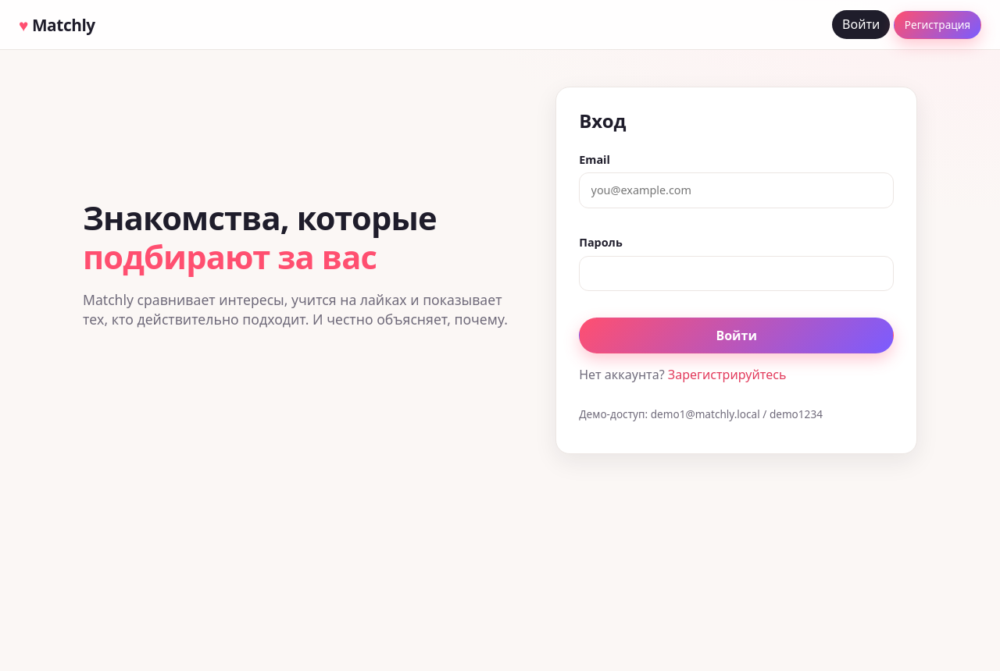 ♥ Matchly
Войти
Регистрация
Знакомства, которые
подбирают за вас
Matchly сравнивает интересы, учится на лайках и показывает
тех, кто действительно подходит. И честно объясняет, почему.
Вход
Email
you@example.com
Пароль
Войти
Нет аккаунта? Зарегистрируйтесь
Демо-доступ: demo1@matchly.local / demo1234